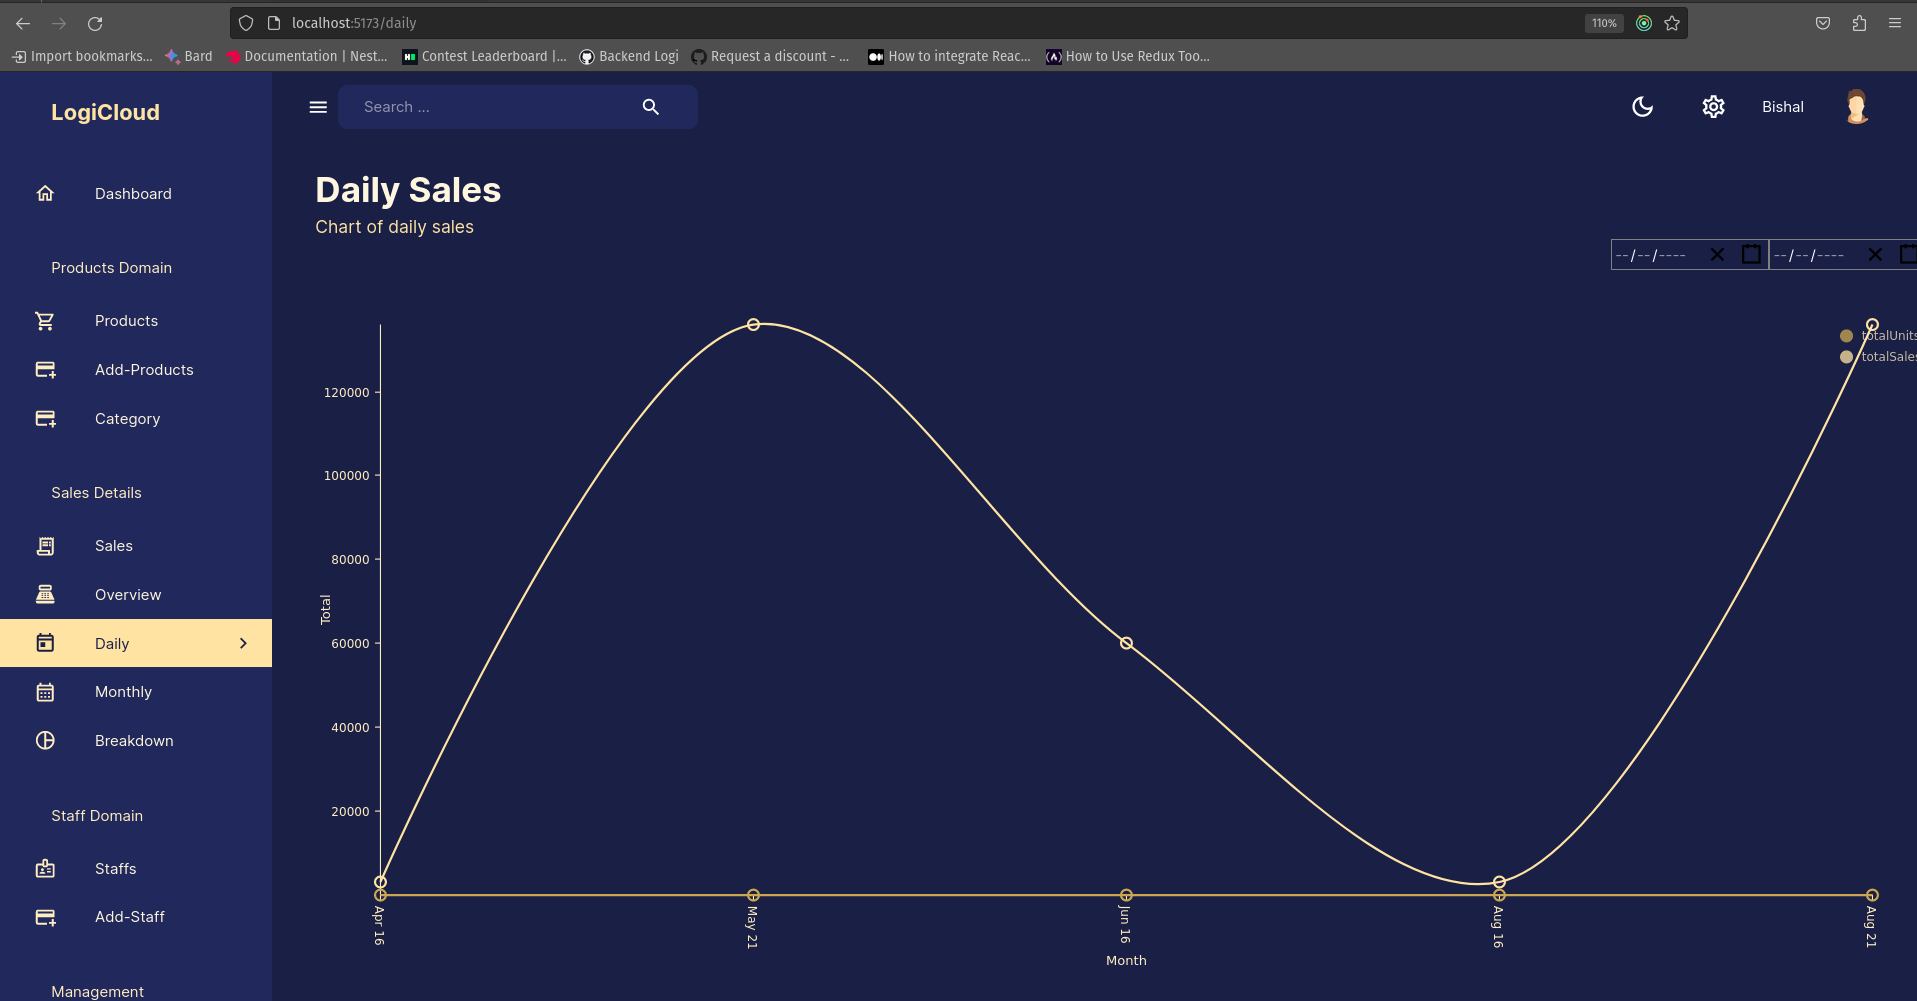 localhost:5173/daily
110%
Import bookmarks...
Bard
Documentation | Nest...
Contest Leaderboard |...
Backend Logi
Request a discount - ...
How to integrate Reac...
How to Use Redux Too...
LogiCloud
Search ...
Bishal
Dashboard
Products Domain
Products
Add-Products
Category
Sales Details
Sales
Overview
Daily
Monthly
Breakdown
Staff Domain
Staffs
Add-Staff
Management
Daily Sales
Chart of daily sales
--/--/----
--/--/----
totalUnits
totalSales
120000
100000
80000
60000
40000
20000
Total
Apr 16
May 21
Jun 16
Aug 16
Aug 21
Month